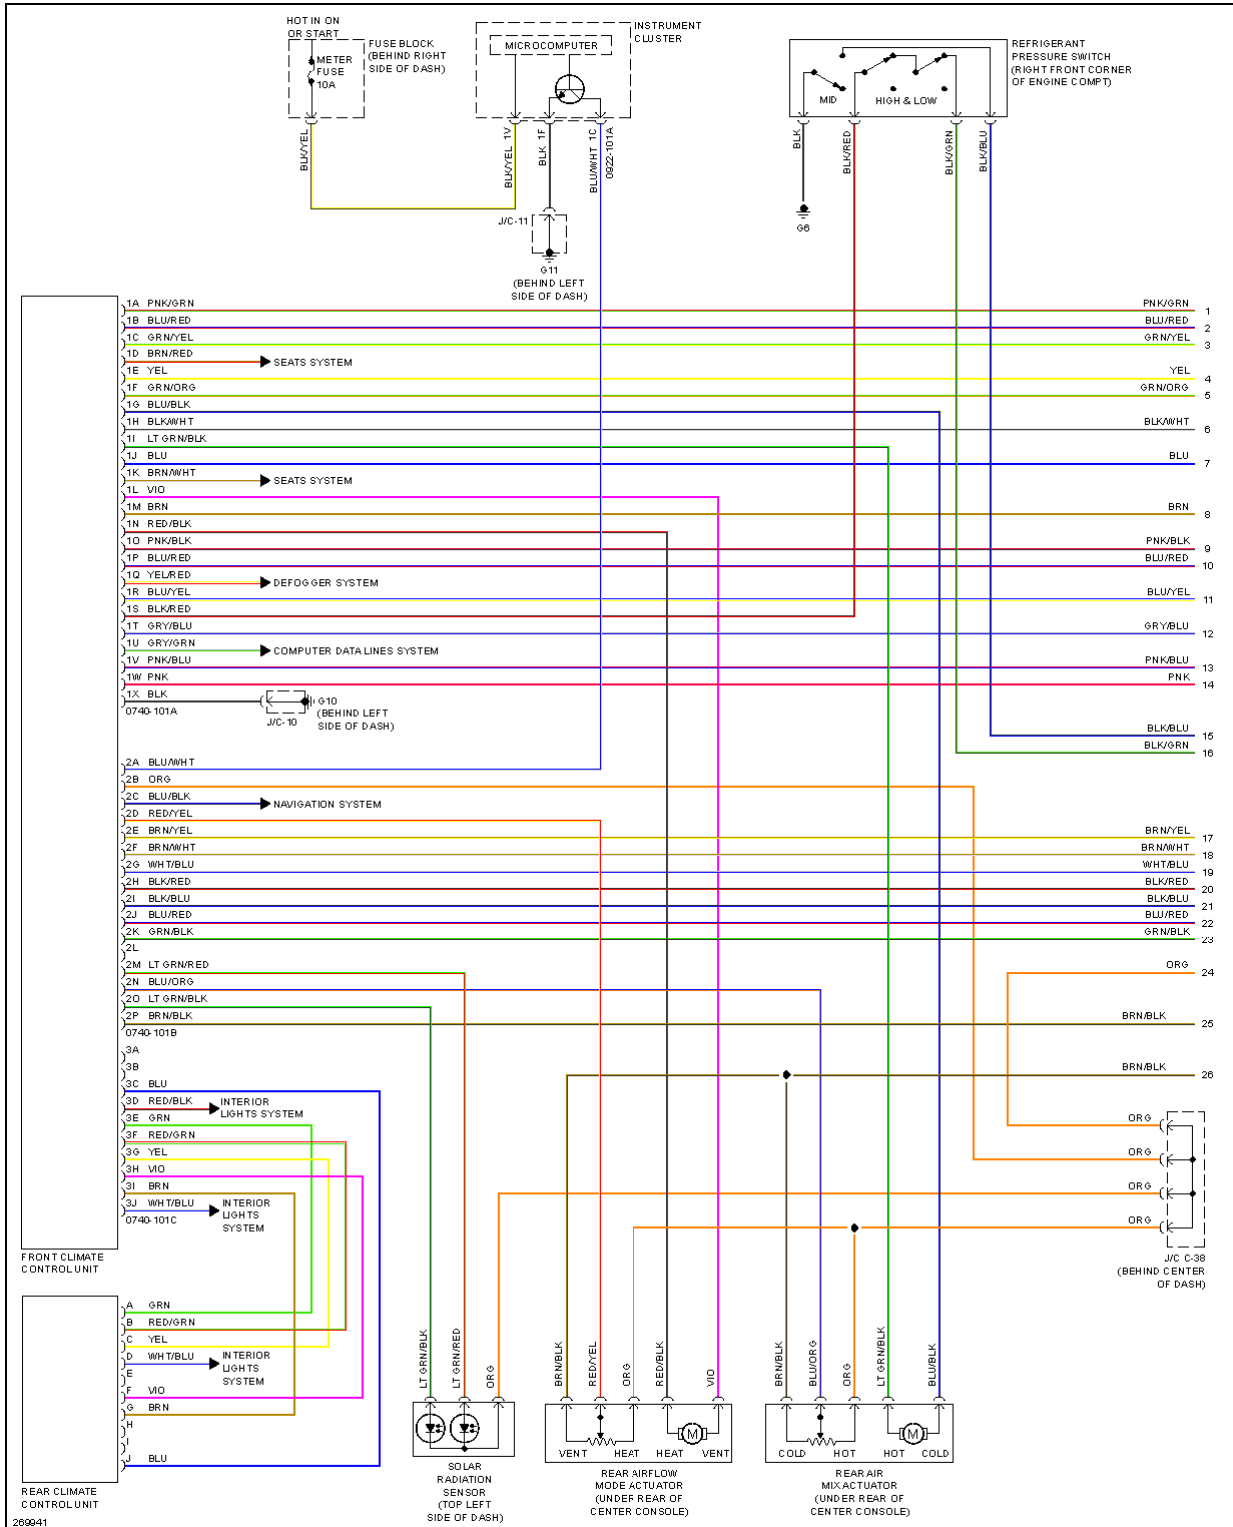 HOT IN ON
OR START
METER
FUSE
10A
FUSE BLOCK
(BEHIND RIGHT
SIDE OF DASH)
BLK/YEL
MICROCOMPUTER
INSTRUMENT
CLUSTER
BLK/YEL 1V
BLK 1F
BLU/WHT 1C
0922-101A
J/C-11
G11
(BEHIND LEFT
SIDE OF DASH)
MID
HIGH & LOW
REFRIGERANT
PRESSURE SWITCH
(RIGHT FRONT CORNER
OF ENGINE COMPT)
BLK
BLK/RED
BLK/GRN
BLK/BLU
G6
1A PNK/GRN
PNK/GRN 1
1B BLU/RED
BLU/RED 2
1C GRN/YEL
GRN/YEL 3
1D BRN/RED
SEATS SYSTEM
1E YEL
YEL 4
1F GRN/ORG
GRN/ORG 5
1G BLU/BLK
1H BLK/WHT
BLK/WHT 6
1I LT GRN/BLK
1J BLU
BLU 7
1K BRN/WHT
SEATS SYSTEM
1L VIO
1M BRN
BRN 8
1N RED/BLK
1O PNK/BLK
PNK/BLK 9
1P BLU/RED
BLU/RED 10
1Q YEL/RED
DEFOGGER SYSTEM
1R BLU/YEL
BLU/YEL 11
1S BLK/RED
1T GRY/BLU
GRY/BLU 12
1U GRY/GRN
COMPUTER DATA LINES SYSTEM
1V PNK/BLU
PNK/BLU 13
1W PNK
PNK 14
1X BLK
0740-101A
J/C-10
G10
(BEHIND LEFT
SIDE OF DASH)
BLK/BLU 15
BLK/GRN 16
2A BLU/WHT
2B ORG
2C BLU/BLK
NAVIGATION SYSTEM
2D RED/YEL
2E BRN/YEL
BRN/YEL 17
2F BRN/WHT
BRN/WHT 18
2G WHT/BLU
WHT/BLU 19
2H BLK/RED
BLK/RED 20
2I BLK/BLU
BLK/BLU 21
2J BLU/RED
BLU/RED 22
2K GRN/BLK
GRN/BLK 23
2L
2M LT GRN/RED
ORG 24
2N BLU/ORG
2O LT GRN/BLK
2P BRN/BLK
BRN/BLK 25
0740-101B
3A
3B
BRN/BLK 26
3C BLU
3D RED/BLK
INTERIOR
LIGHTS SYSTEM
3E GRN
3F RED/GRN
3G YEL
3H VIO
3I BRN
3J WHT/BLU
INTERIOR
LIGHTS
SYSTEM
0740-101C
FRONT CLIMATE
CONTROL UNIT
ORG
ORG
ORG
ORG
J/C C-38
(BEHIND CENTER
OF DASH)
A GRN
B RED/GRN
C YEL
D WHT/BLU
INTERIOR
LIGHTS
SYSTEM
E
F VIO
G BRN
H
I
J BLU
REAR CLIMATE
CONTROL UNIT
LT GRN/BLK
LT GRN/RED
ORG
SOLAR
RADIATION
SENSOR
(TOP LEFT
SIDE OF DASH)
BRN/BLK
RED/YEL
ORG
RED/BLK
VIO
VENT
HEAT
HEAT
M
VENT
REAR AIRFLOW
MODE ACTUATOR
(UNDER REAR OF
CENTER CONSOLE)
BRN/BLK
BLU/ORG
ORG
LT GRN/BLK
BLU/BLK
COLD
HOT
HOT
M
COLD
REAR AIR
MIX ACTUATOR
(UNDER REAR OF
CENTER CONSOLE)
269941